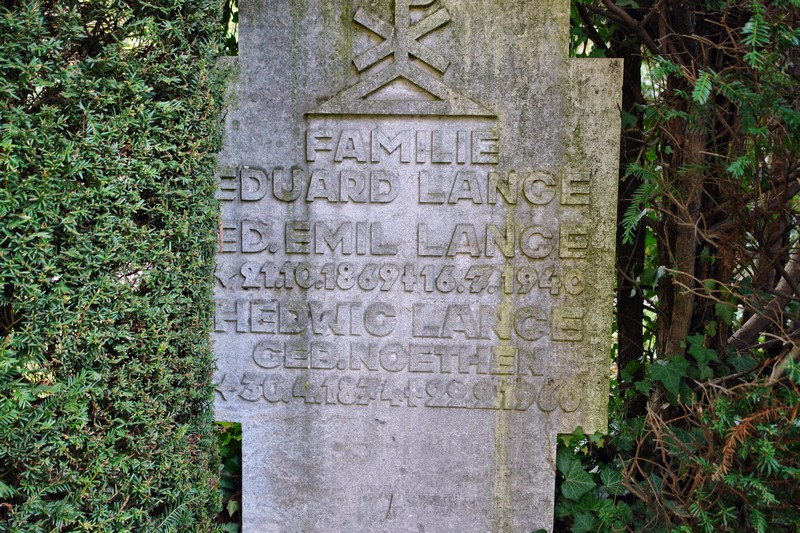 FAMILIE
EDUARD LANGE
ED. EMIL LANGE
* 21.10.1869 † 16.7.1940
HEDWIG LANGE
GEB. NOETHEN
* 30.4.1874 † 22.2.1960